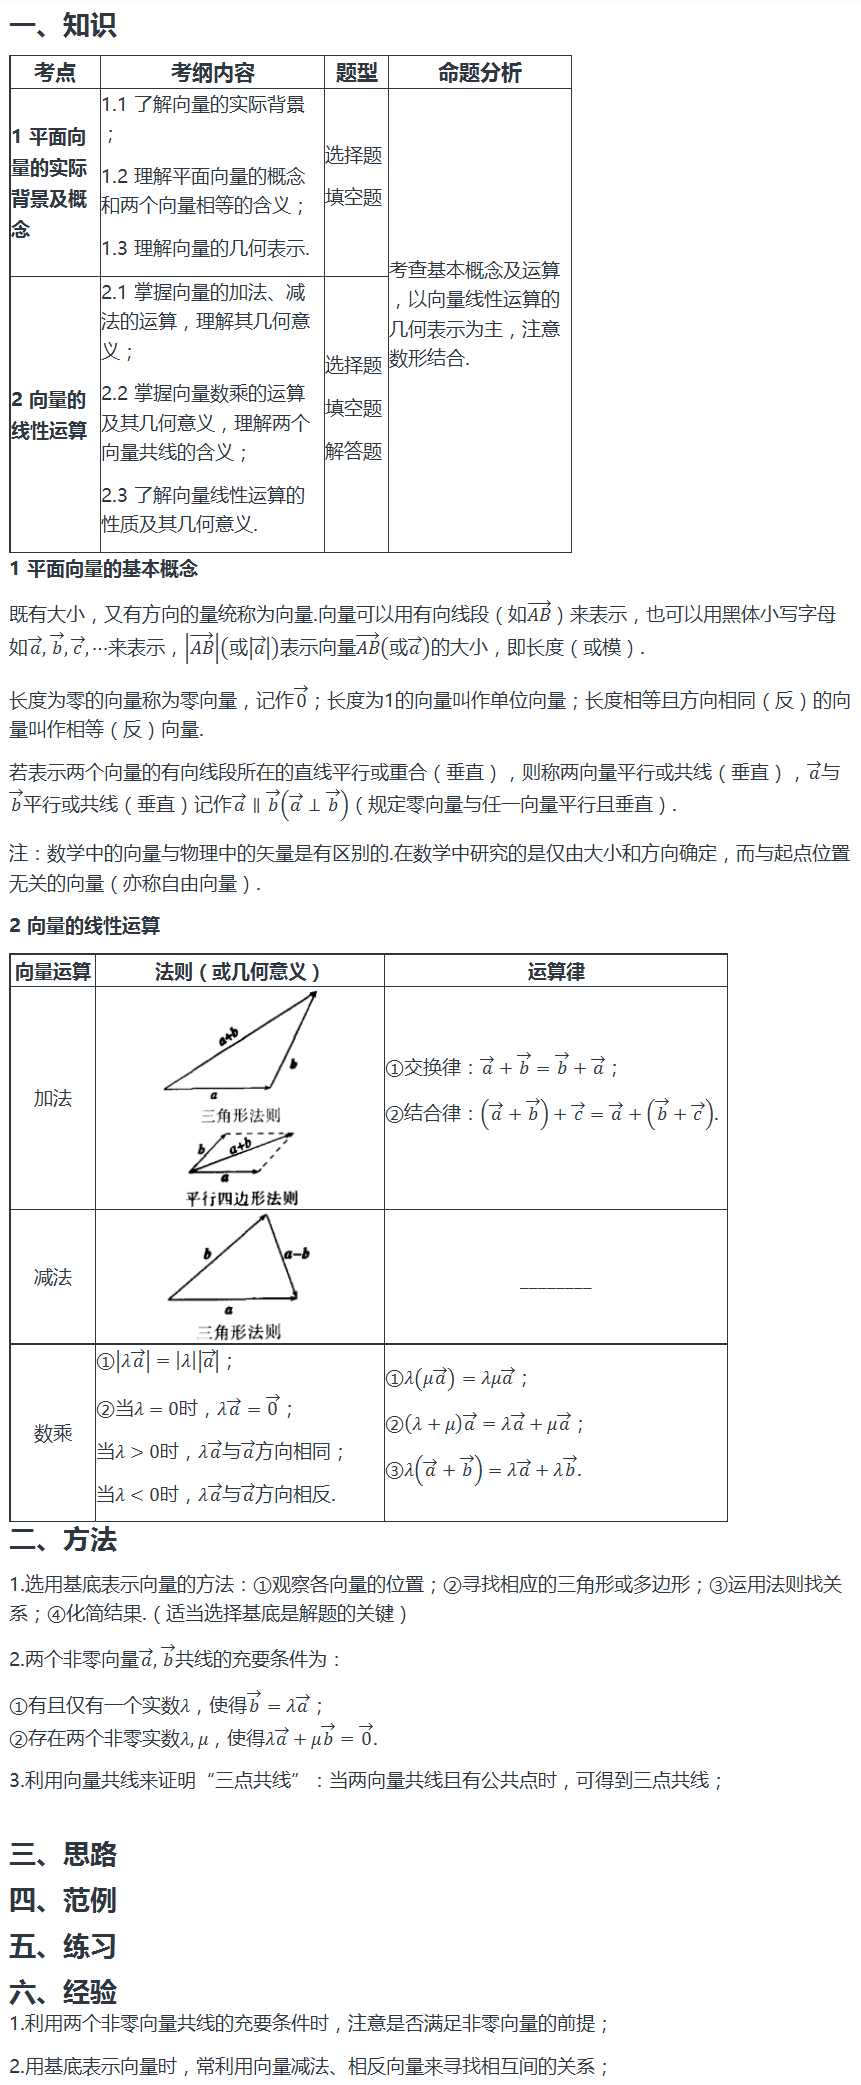 一、知识
考点 考纲内容 题型 命题分析
1 平面向量的实际背景及概念
1.1 了解向量的实际背景
；
1.2 理解平面向量的概念
和两个向量相等的含义；
1.3 理解向量的几何表示.
选择题
填空题
考查基本概念及运算
，以向量线性运算的
几何表示为主，注意
数形结合.
2 向量的
线性运算
2.1 掌握向量的加法、减
法的运算，理解其几何意
义；
2.2 掌握向量数乘的运算
及其几何意义，理解两个
向量共线的含义；
2.3 了解向量线性运算的
性质及其几何意义.
选择题
填空题
解答题
1 平面向量的基本概念
既有大小，又有方向的量统称为向量.向量可以用有向线段（如$\overrightarrow{AB}$）来表示，也可以用黑体小写字母
如$\vec{a},\vec{b},\vec{c},\cdots$来表示，$|\overrightarrow{AB}|$(或$|\vec{a}|$)表示向量$\overrightarrow{AB}$(或$\vec{a}$)的大小，即长度（或模）.
长度为零的向量称为零向量，记作$\vec{0}$；长度为1的向量叫作单位向量；长度相等且方向相同（反）的向
量叫作相等（反）向量.
若表示两个向量的有向线段所在的直线平行或重合（垂直），则称两向量平行或共线（垂直），$\vec{a}$与
$\vec{b}$平行或共线（垂直）记作$\vec{a}\parallel\vec{b}(\vec{a}\perp\vec{b})$（规定零向量与任一向量平行且垂直）.
注：数学中的向量与物理中的矢量是有区别的.在数学中研究的是仅由大小和方向确定，而与起点位置
无关的向量（亦称自由向量）.
2 向量的线性运算
向量运算 法则（或几何意义） 运算律
加法
a+b
b
a
三角形法则
b
a+b
a
平行四边形法则
①交换律：$\vec{a}+\vec{b}=\vec{b}+\vec{a}$；
②结合律：$(\vec{a}+\vec{b})+\vec{c}=\vec{a}+(\vec{b}+\vec{c})$.
减法
b
a−b
a
三角形法则
________
数乘
①$|\lambda\vec{a}|=|\lambda||\vec{a}|$；
②当$\lambda=0$时，$\lambda\vec{a}=\vec{0}$；
当$\lambda>0$时，$\lambda\vec{a}$与$\vec{a}$方向相同；
当$\lambda<0$时，$\lambda\vec{a}$与$\vec{a}$方向相反.
①$\lambda(\mu\vec{a})=\lambda\mu\vec{a}$；
②$(\lambda+\mu)\vec{a}=\lambda\vec{a}+\mu\vec{a}$；
③$\lambda(\vec{a}+\vec{b})=\lambda\vec{a}+\lambda\vec{b}$.
二、方法
1.选用基底表示向量的方法：①观察各向量的位置；②寻找相应的三角形或多边形；③运用法则找关
系；④化简结果.（适当选择基底是解题的关键）
2.两个非零向量$\vec{a},\vec{b}$共线的充要条件为：
①有且仅有一个实数$\lambda$，使得$\vec{b}=\lambda\vec{a}$；
②存在两个非零实数$\lambda,\mu$，使得$\lambda\vec{a}+\mu\vec{b}=\vec{0}$.
3.利用向量共线来证明“三点共线”：当两向量共线且有公共点时，可得到三点共线；
三、思路
四、范例
五、练习
六、经验
1.利用两个非零向量共线的充要条件时，注意是否满足非零向量的前提；
2.用基底表示向量时，常利用向量减法、相反向量来寻找相互间的关系；